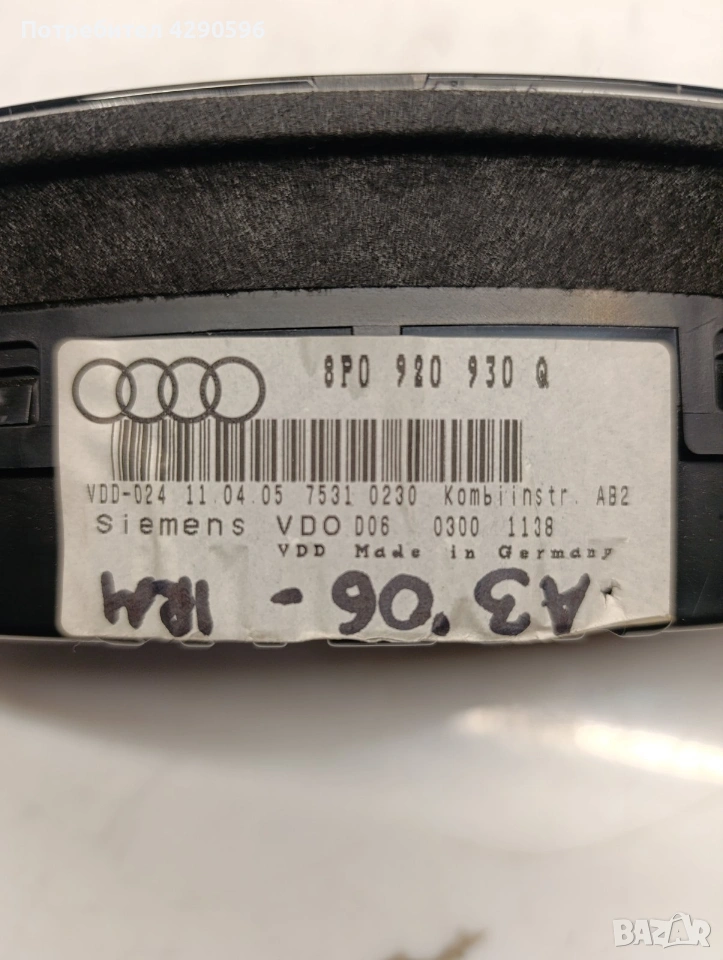 Потребител 4290596
8P0 920 930 Q
VDD-024 11.04.05 7531 0230 Kombiinstr. AB2
Siemens VDO D06 0300 1138
VDD Made in Germany
A3 '06 -
BAZAR